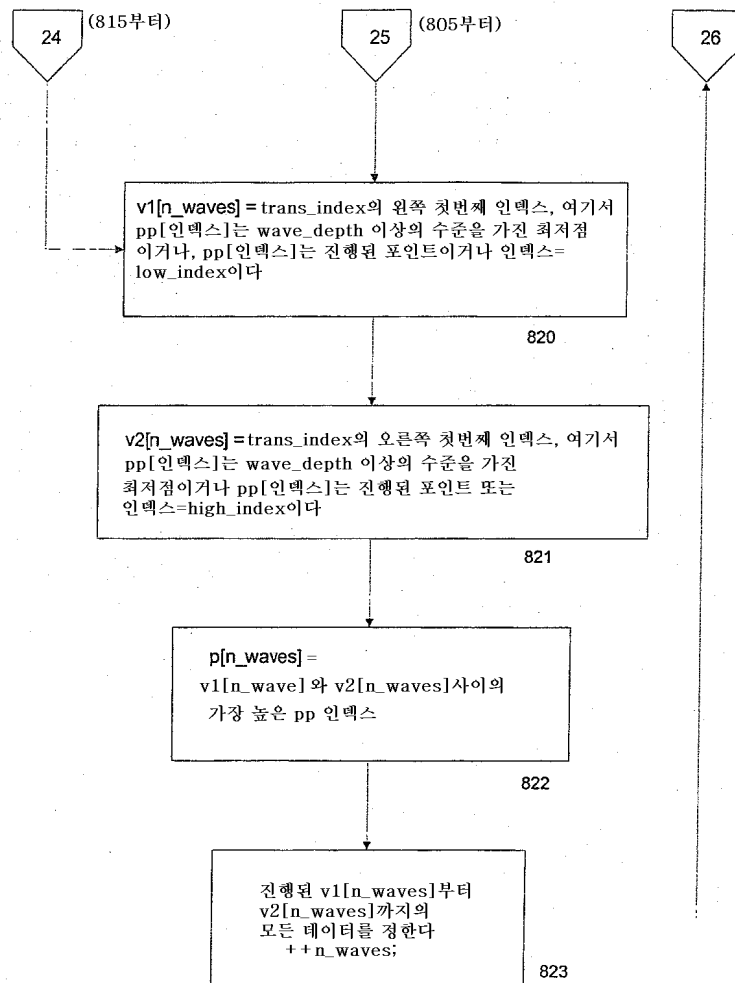 24
(815부터)
25
(805부터)
26
v1[n_waves] = trans_index의 왼쪽 첫번째 인덱스, 여기서
pp[인덱스]는 wave_depth 이상의 수준을 가진 최저점
이거나, pp[인덱스]는 진행된 포인트이거나 인덱스=
low_index이다
820
v2[n_waves] =trans_index의 오른쪽 첫번째 인덱스, 여기서
pp[인덱스]는 wave_depth 이상의 수준을 가진
최저점이거나 pp[인덱스]는 진행된 포인트 또는
인덱스=high_index이다
821
p[n_waves] =
v1[n_wave] 와 v2[n_waves]사이의
가장 높은 pp 인덱스
822
진행된 v1[n_waves]부터
v2[n_waves]까지의
모든 데이터를 정한다
++n_waves;
823